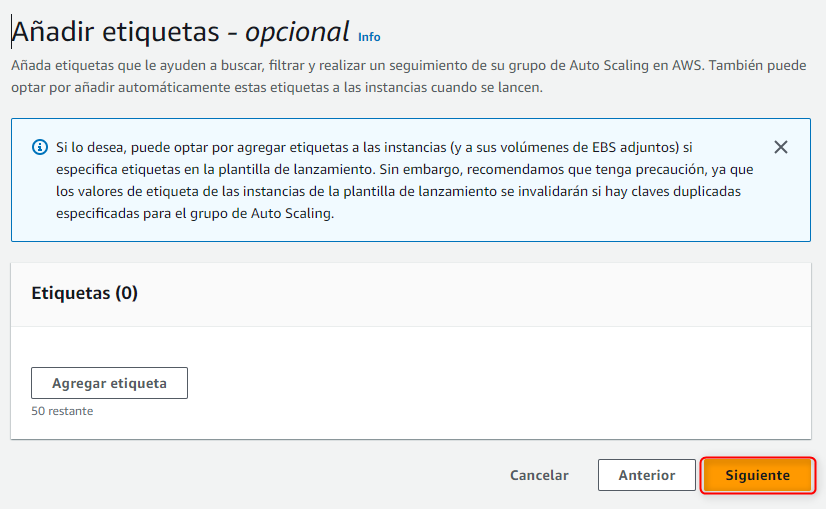 Añadir etiquetas - opcional Info
Añada etiquetas que le ayuden a buscar, filtrar y realizar un seguimiento de su grupo de Auto Scaling en AWS. También puede
optar por añadir automáticamente estas etiquetas a las instancias cuando se lancen.
Si lo desea, puede optar por agregar etiquetas a las instancias (y a sus volúmenes de EBS adjuntos) si
especifica etiquetas en la plantilla de lanzamiento. Sin embargo, recomendamos que tenga precaución, ya que
los valores de etiqueta de las instancias de la plantilla de lanzamiento se invalidarán si hay claves duplicadas
especificadas para el grupo de Auto Scaling.
Etiquetas (0)
Agregar etiqueta
50 restante
Cancelar Anterior Siguiente